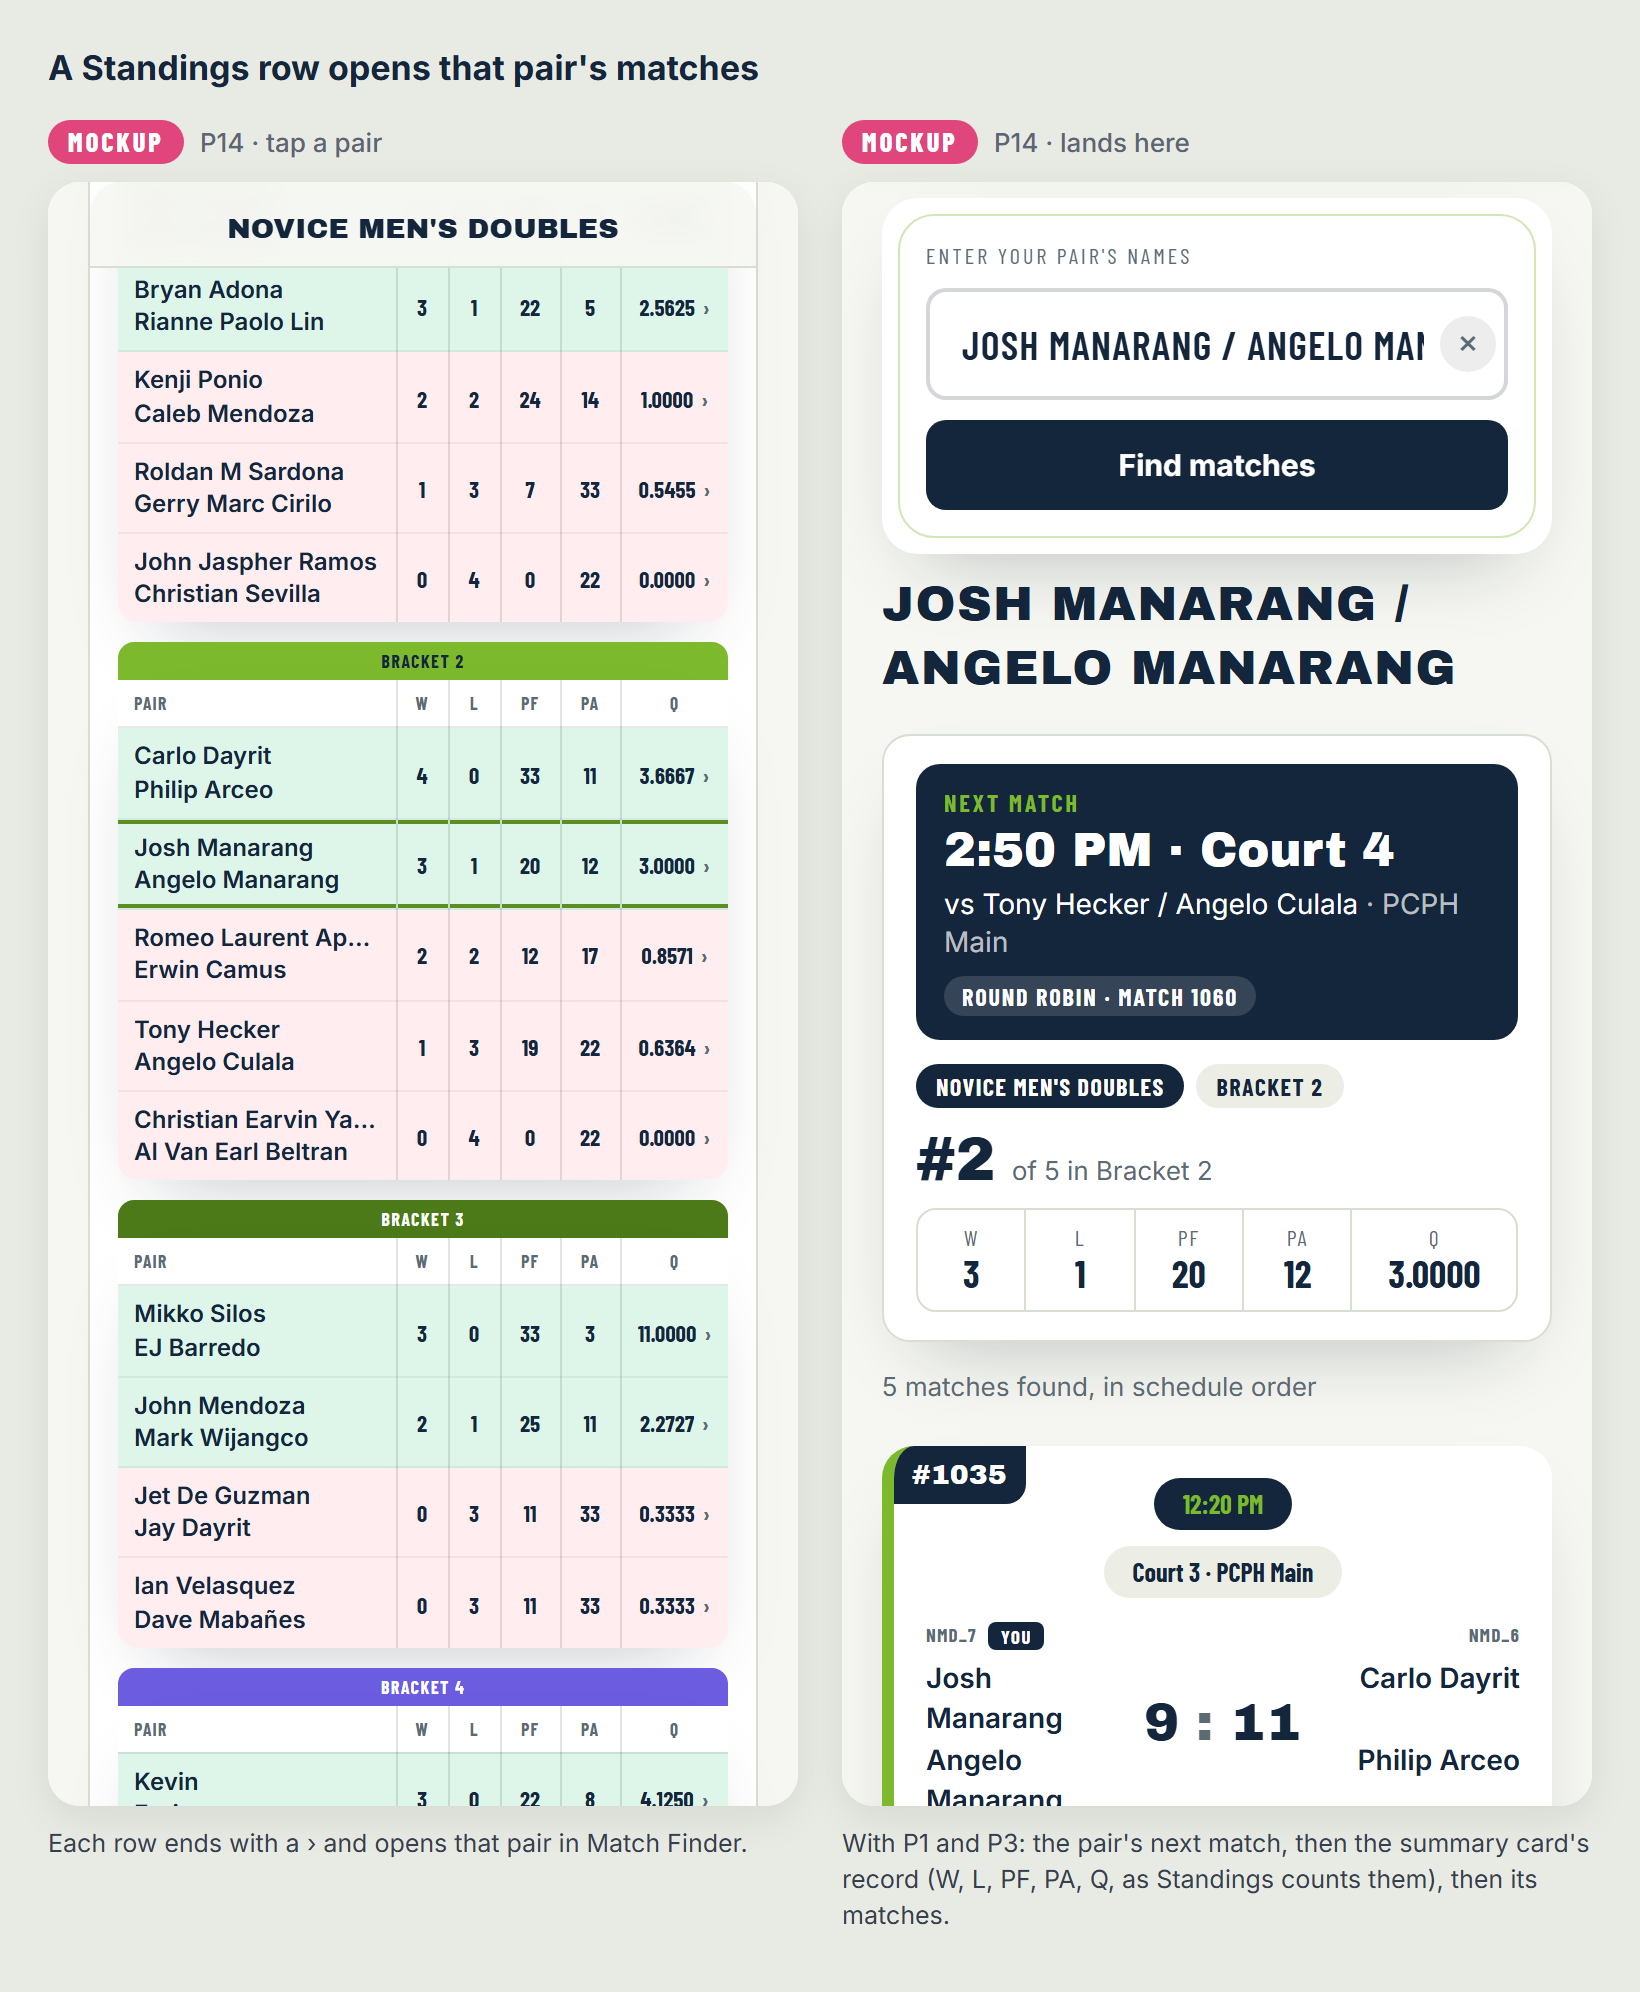 A Standings row opens that pair's matches
MOCKUP P14 · tap a pair
NOVICE MEN'S DOUBLES
Bryan Adona
Rianne Paolo Lin
3 1 22 5 2.5625 ›
Kenji Ponio
Caleb Mendoza
2 2 24 14 1.0000 ›
Roldan M Sardona
Gerry Marc Cirilo
1 3 7 33 0.5455 ›
John Jaspher Ramos
Christian Sevilla
0 4 0 22 0.0000 ›
BRACKET 2
PAIR W L PF PA Q
Carlo Dayrit
Philip Arceo
4 0 33 11 3.6667 ›
Josh Manarang
Angelo Manarang
3 1 20 12 3.0000 ›
Romeo Laurent Ap...
Erwin Camus
2 2 12 17 0.8571 ›
Tony Hecker
Angelo Culala
1 3 19 22 0.6364 ›
Christian Earvin Ya...
Al Van Earl Beltran
0 4 0 22 0.0000 ›
BRACKET 3
PAIR W L PF PA Q
Mikko Silos
EJ Barredo
3 0 33 3 11.0000 ›
John Mendoza
Mark Wijangco
2 1 25 11 2.2727 ›
Jet De Guzman
Jay Dayrit
0 3 11 33 0.3333 ›
Ian Velasquez
Dave Mabañes
0 3 11 33 0.3333 ›
BRACKET 4
PAIR W L PF PA Q
Kevin
3 0 22 8 4.1250 ›
Each row ends with a › and opens that pair in Match Finder.
MOCKUP P14 · lands here
ENTER YOUR PAIR'S NAMES
JOSH MANARANG / ANGELO MAN ✕
Find matches
JOSH MANARANG /
ANGELO MANARANG
NEXT MATCH
2:50 PM · Court 4
vs Tony Hecker / Angelo Culala · PCPH
Main
ROUND ROBIN · MATCH 1060
NOVICE MEN'S DOUBLES BRACKET 2
#2 of 5 in Bracket 2
W L PF PA Q
3 1 20 12 3.0000
5 matches found, in schedule order
#1035
12:20 PM
Court 3 · PCPH Main
NMD_7 YOU NMD_6
Josh
Manarang
Angelo
Manarang
9 : 11
Carlo Dayrit
Philip Arceo
With P1 and P3: the pair's next match, then the summary card's
record (W, L, PF, PA, Q, as Standings counts them), then its
matches.